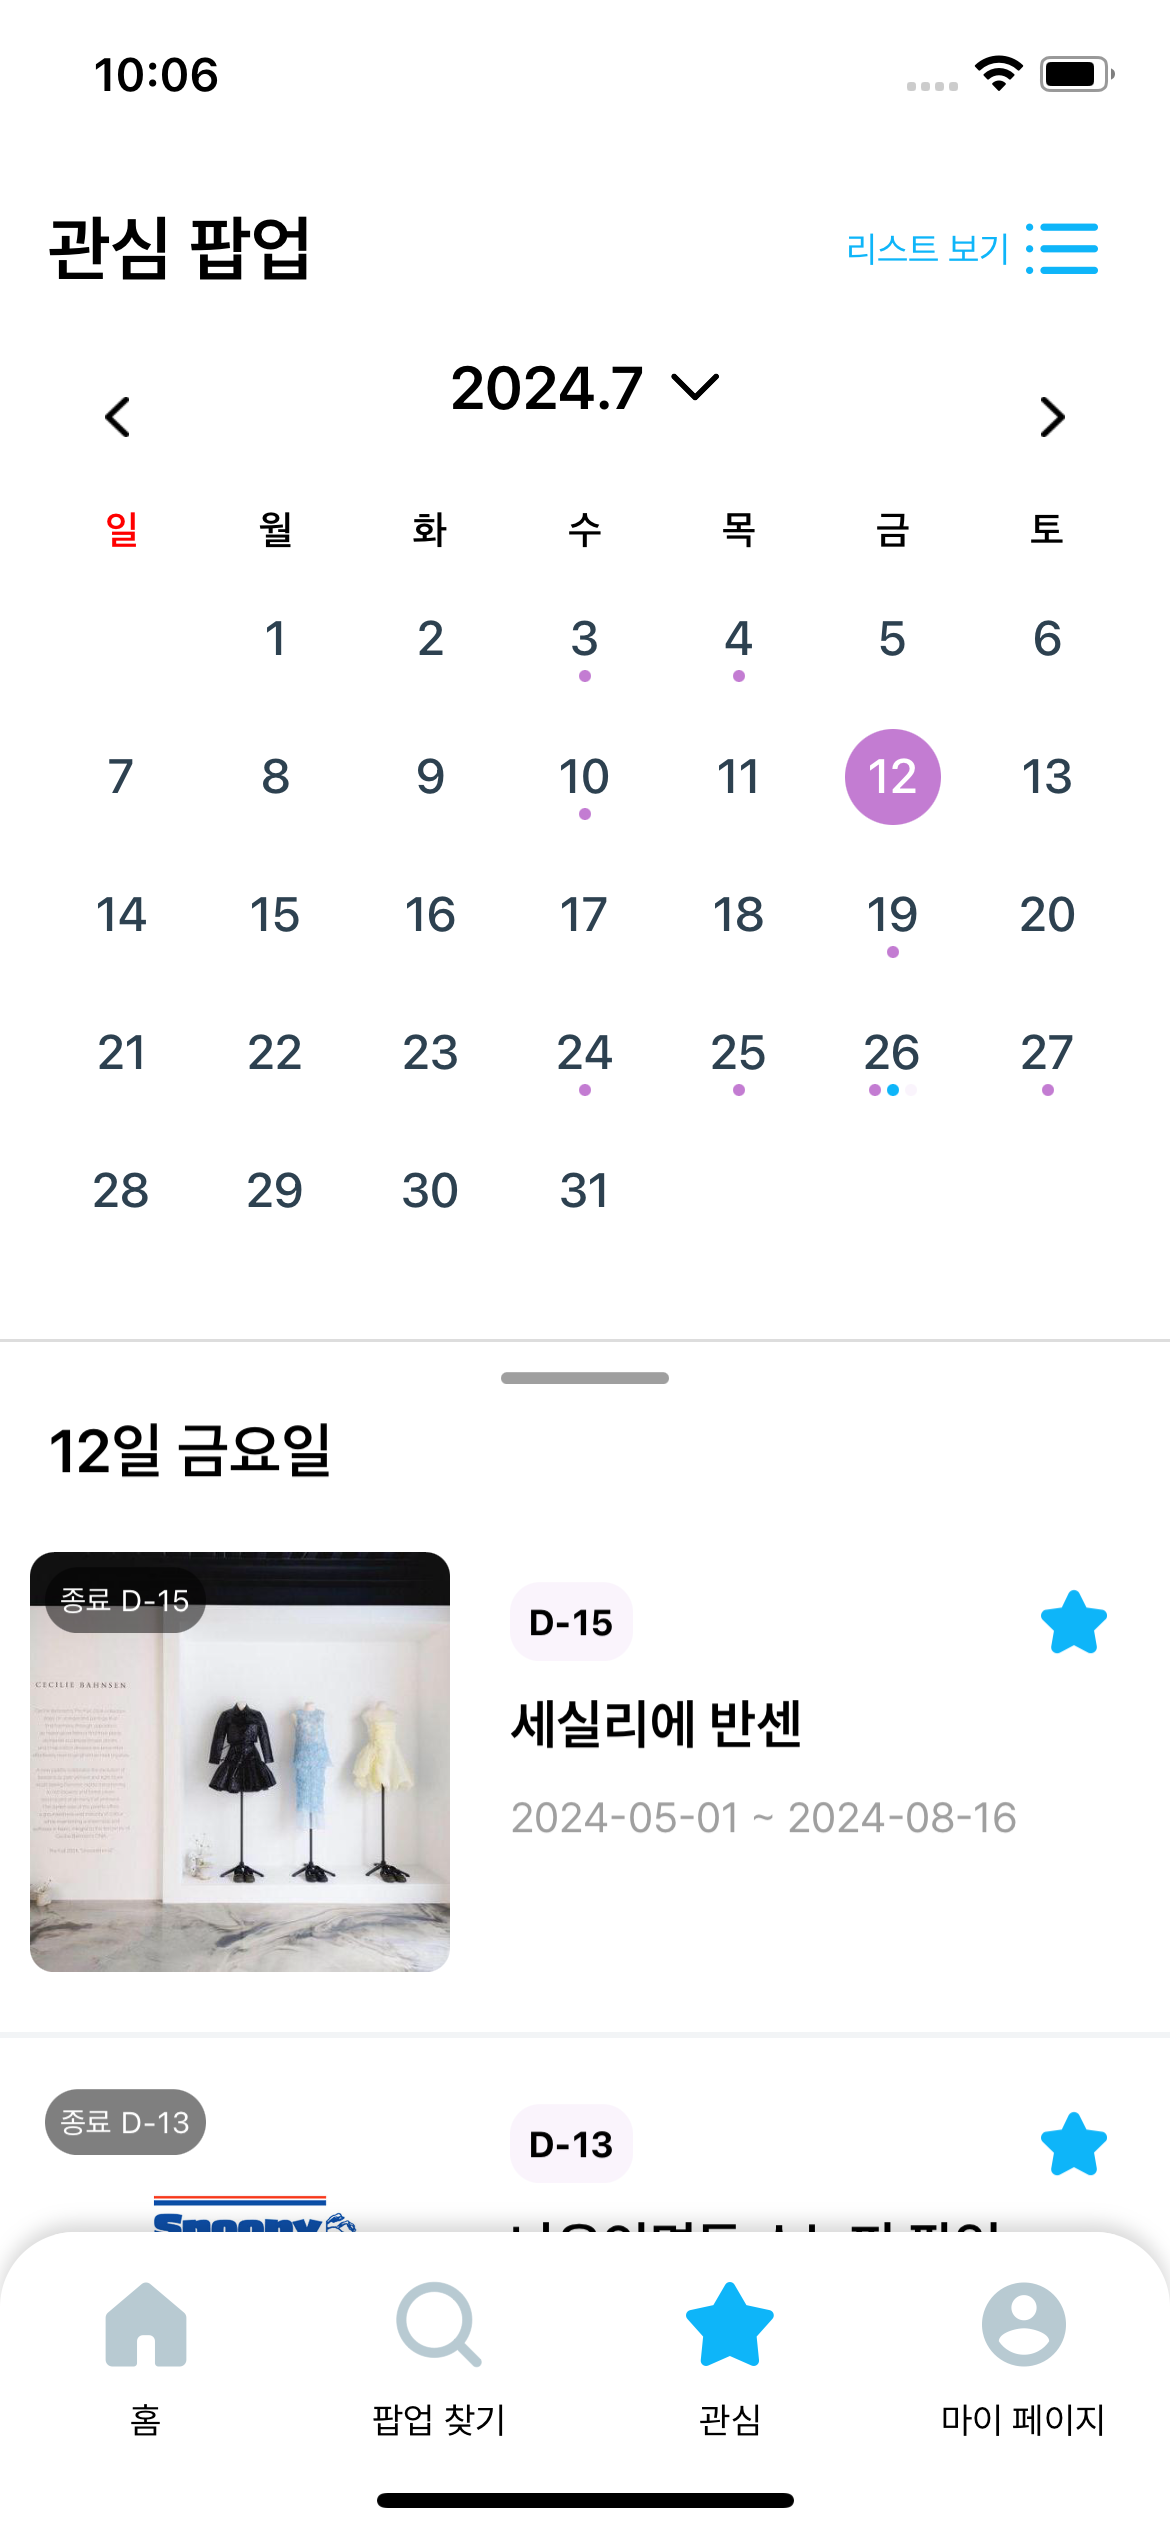 10:06
관심 팝업
리스트 보기
2024.7
일 월 화 수 목 금 토
1 2 3 4 5 6
7 8 9 10 11 12 13
14 15 16 17 18 19 20
21 22 23 24 25 26 27
28 29 30 31
12일 금요일
종료 D-15
CECILIE BAHNSEN
D-15
세실리에 반센
2024-05-01 ~ 2024-08-16
종료 D-13
D-13
홈 팝업 찾기 관심 마이 페이지